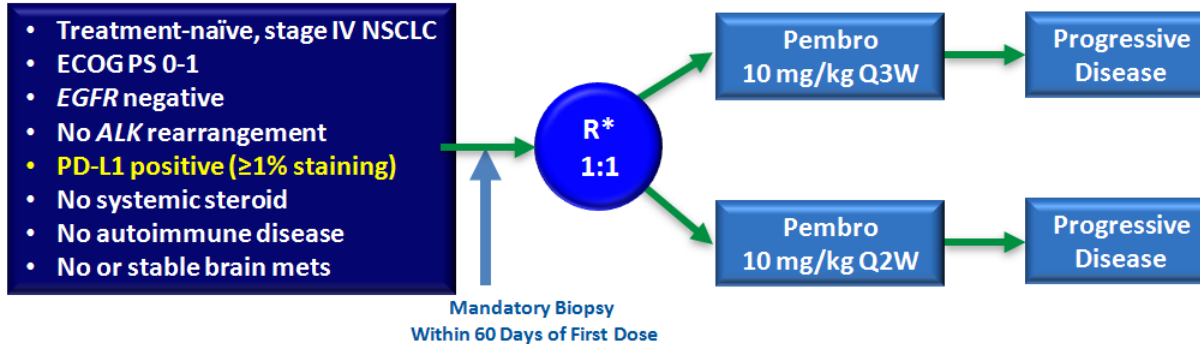 • Treatment-naïve, stage IV NSCLC
• ECOG PS 0-1
• EGFR negative
• No ALK rearrangement
• PD-L1 positive (≥1% staining)
• No systemic steroid
• No autoimmune disease
• No or stable brain mets
Mandatory Biopsy
Within 60 Days of First Dose
R*
1:1
Pembro
10 mg/kg Q3W
Progressive
Disease
Pembro
10 mg/kg Q2W
Progressive
Disease